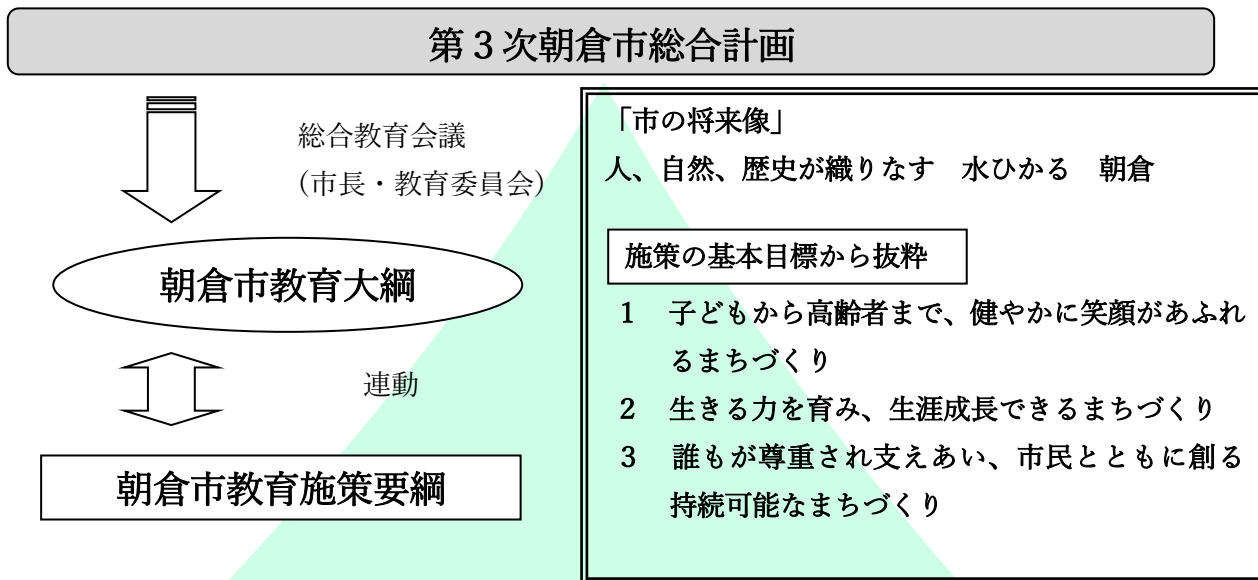 第3次朝倉市総合計画
総合教育会議
(市長・教育委員会)
朝倉市教育大綱
連動
朝倉市教育施策要綱
「市の将来像」
人、自然、歴史が織りなす　水ひかる　朝倉
施策の基本目標から抜粋
1　子どもから高齢者まで、健やかに笑顔があふれ
るまちづくり
2　生きる力を育み、生涯成長できるまちづくり
3　誰もが尊重され支えあい、市民とともに創る
持続可能なまちづくり